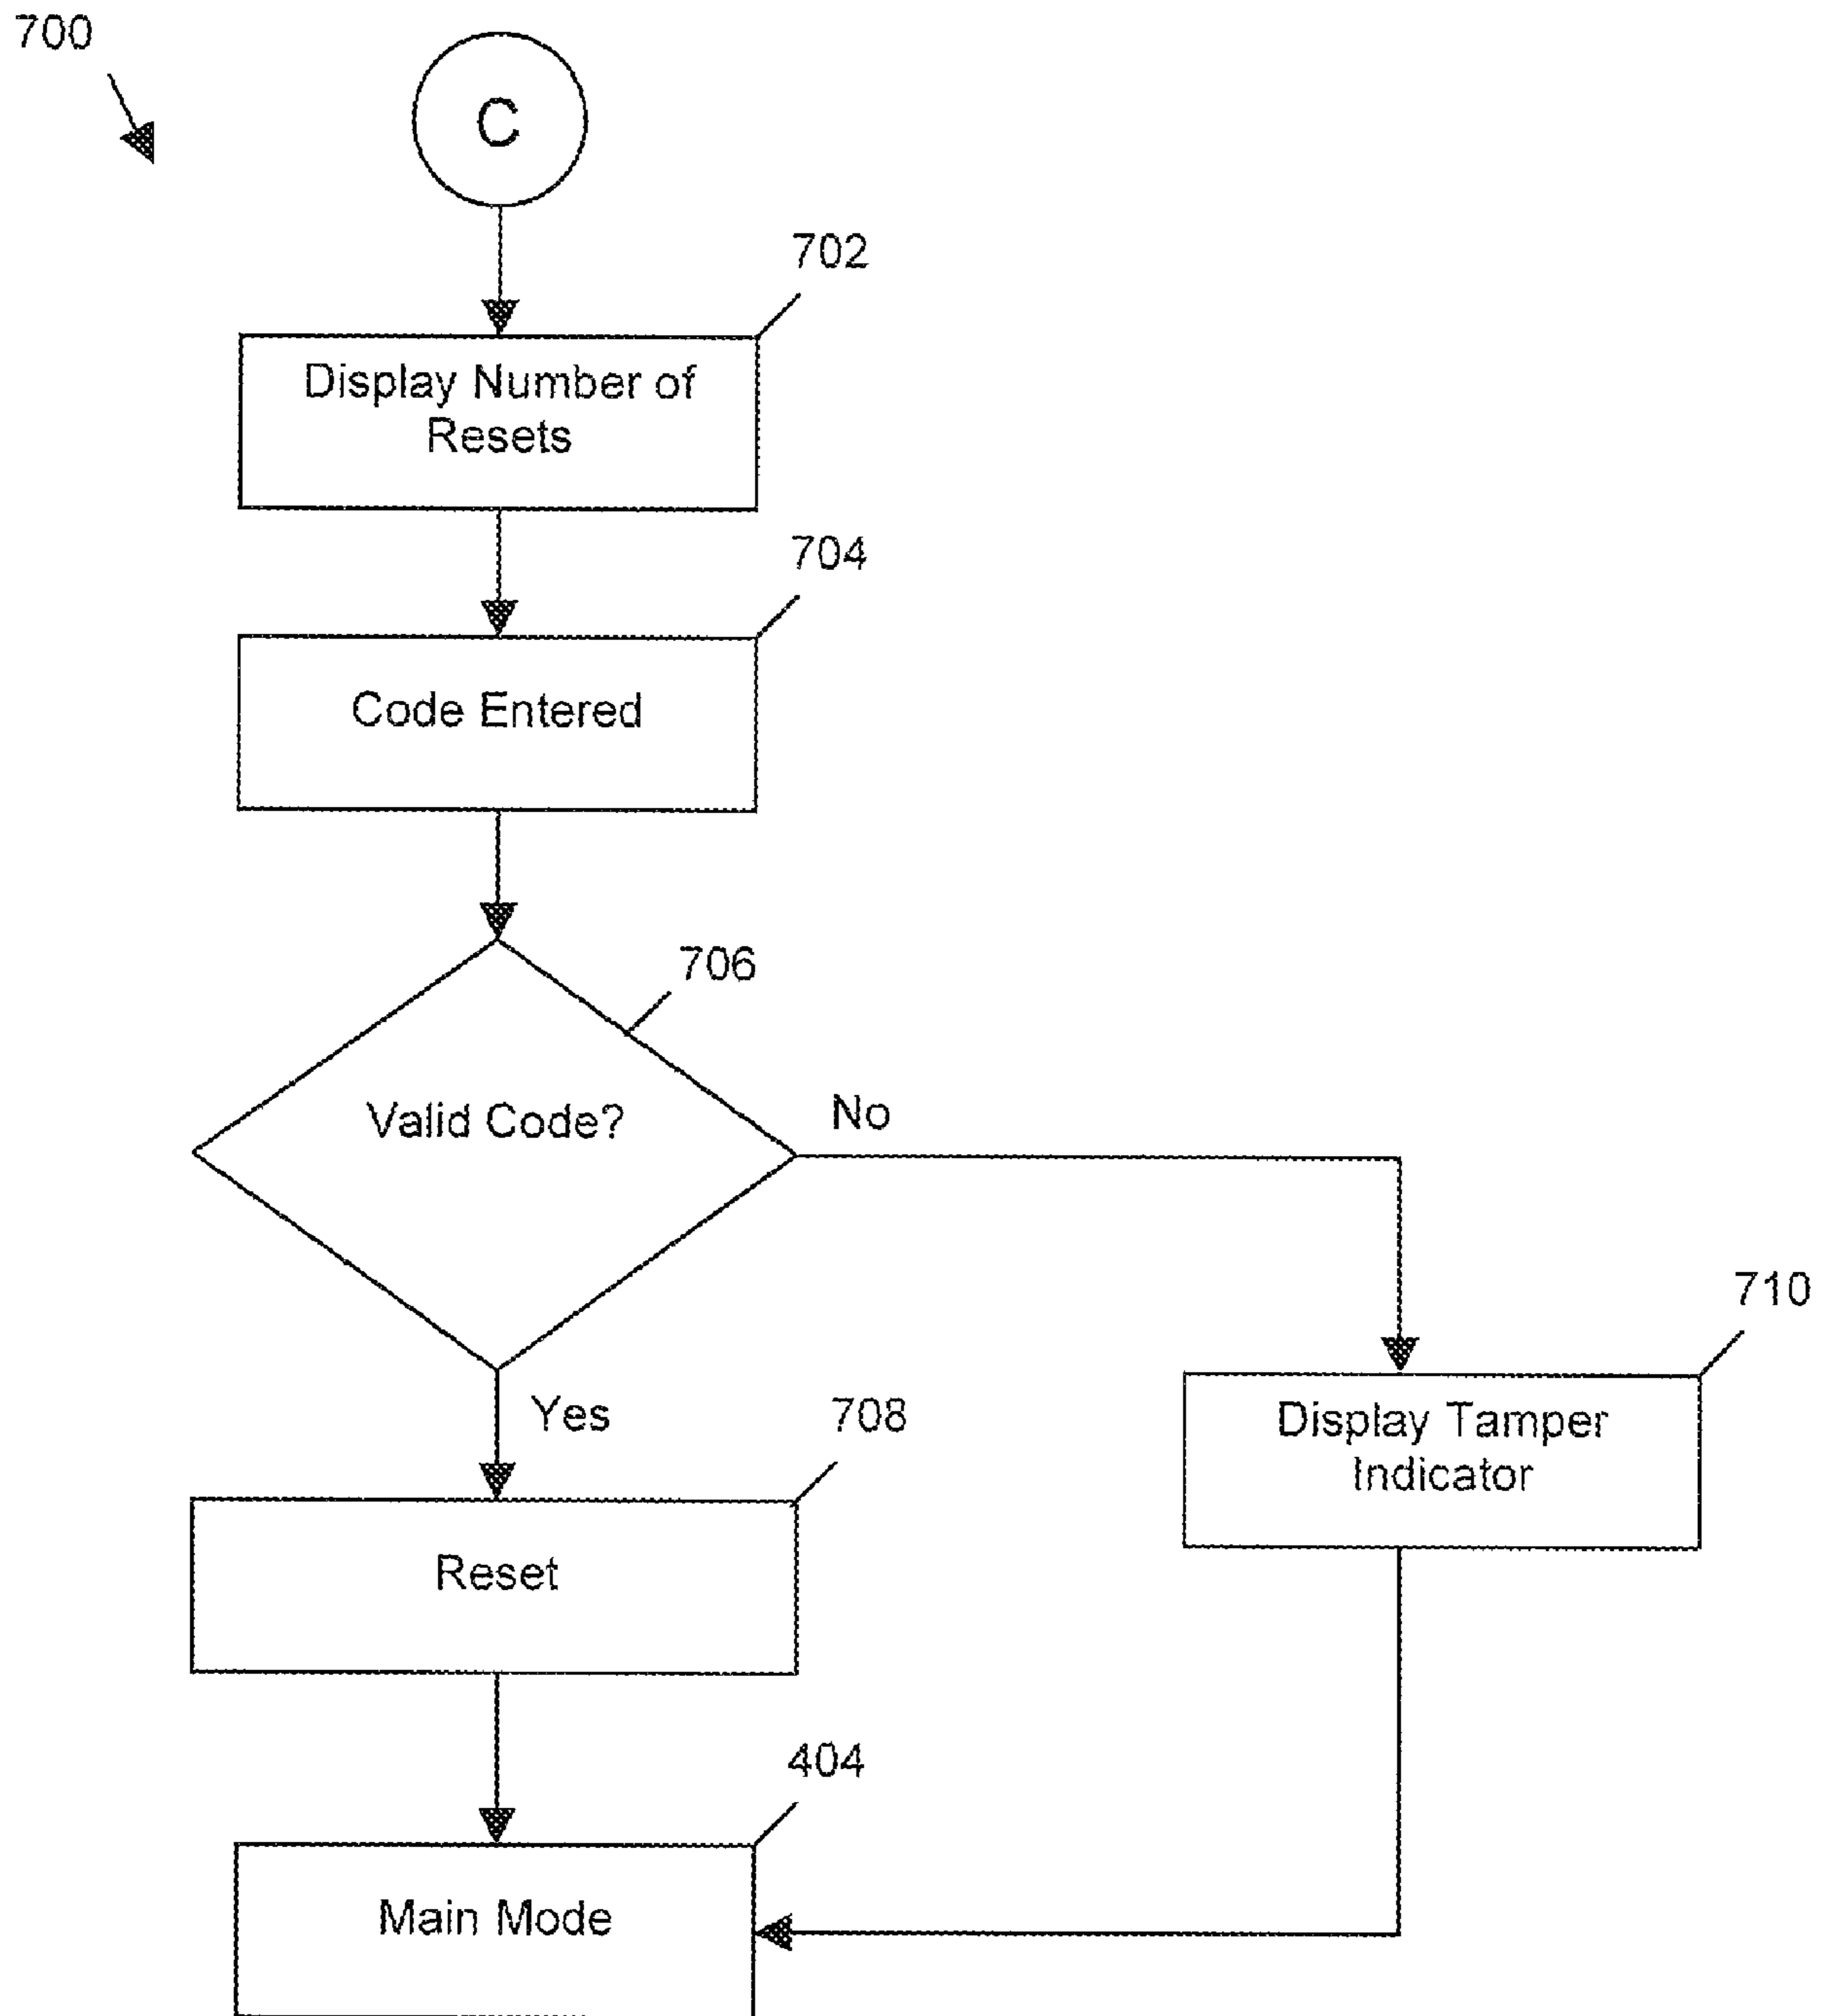 700
C
702
Display Number of
Resets
704
Code Entered
706
Valid Code?
No
Yes
708
710
Display Tamper
Indicator
Reset
404
Main Mode